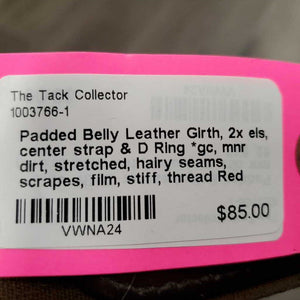 The Tack Collector
1003766-1
Padded Belly Leather Girth, 2x els,
center strap & D Ring *gc, mnr
dirt, stretched, hairy seams,
scrapes, film, stiff, thread Red
$85.00
VWNA24